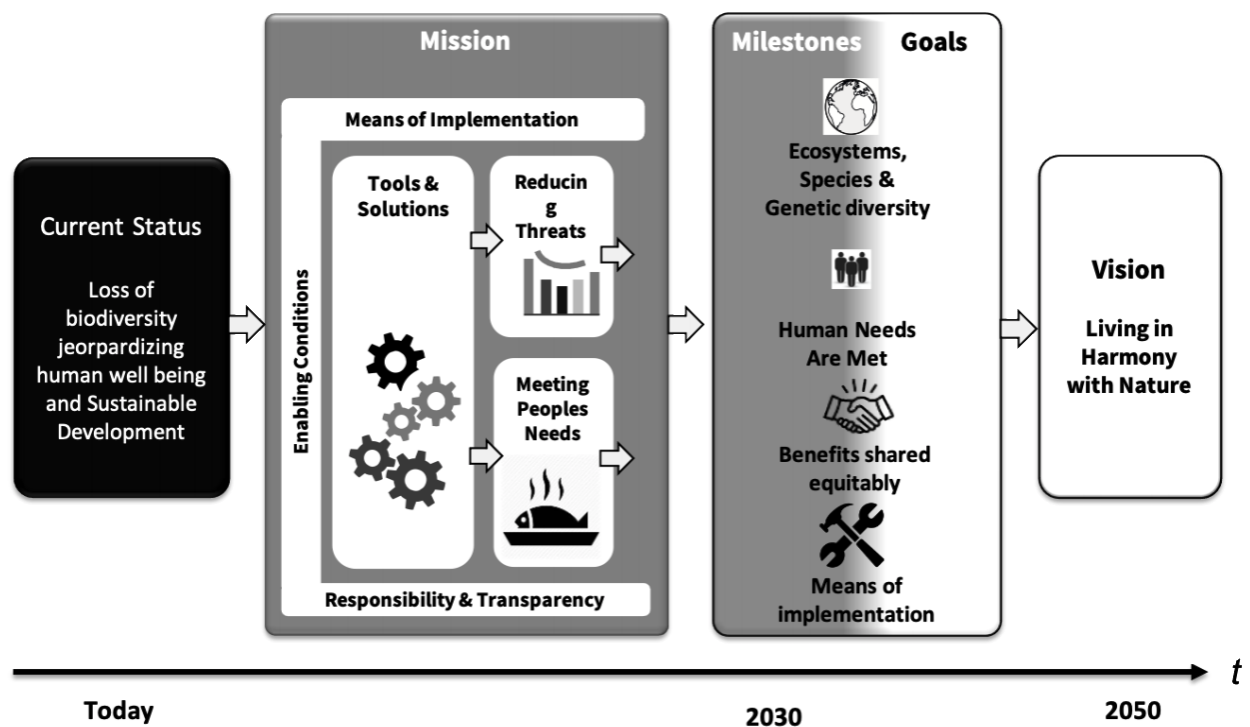 Current Status
Loss of
biodiversity
jeorpardizing
human well being
and Sustainable
Development
Mission
Means of Implementation
Enabling Conditions
Tools &
Solutions
Reducin
g
Threats
Meeting
Peoples
Needs
Responsibility & Transparency
Milestones Goals
Ecosystems,
Species &
Genetic diversity
Human Needs
Are Met
Benefits shared
equitably
Means of
implementation
Vision
Living in
Harmony
with Nature
t
Today
2030
2050